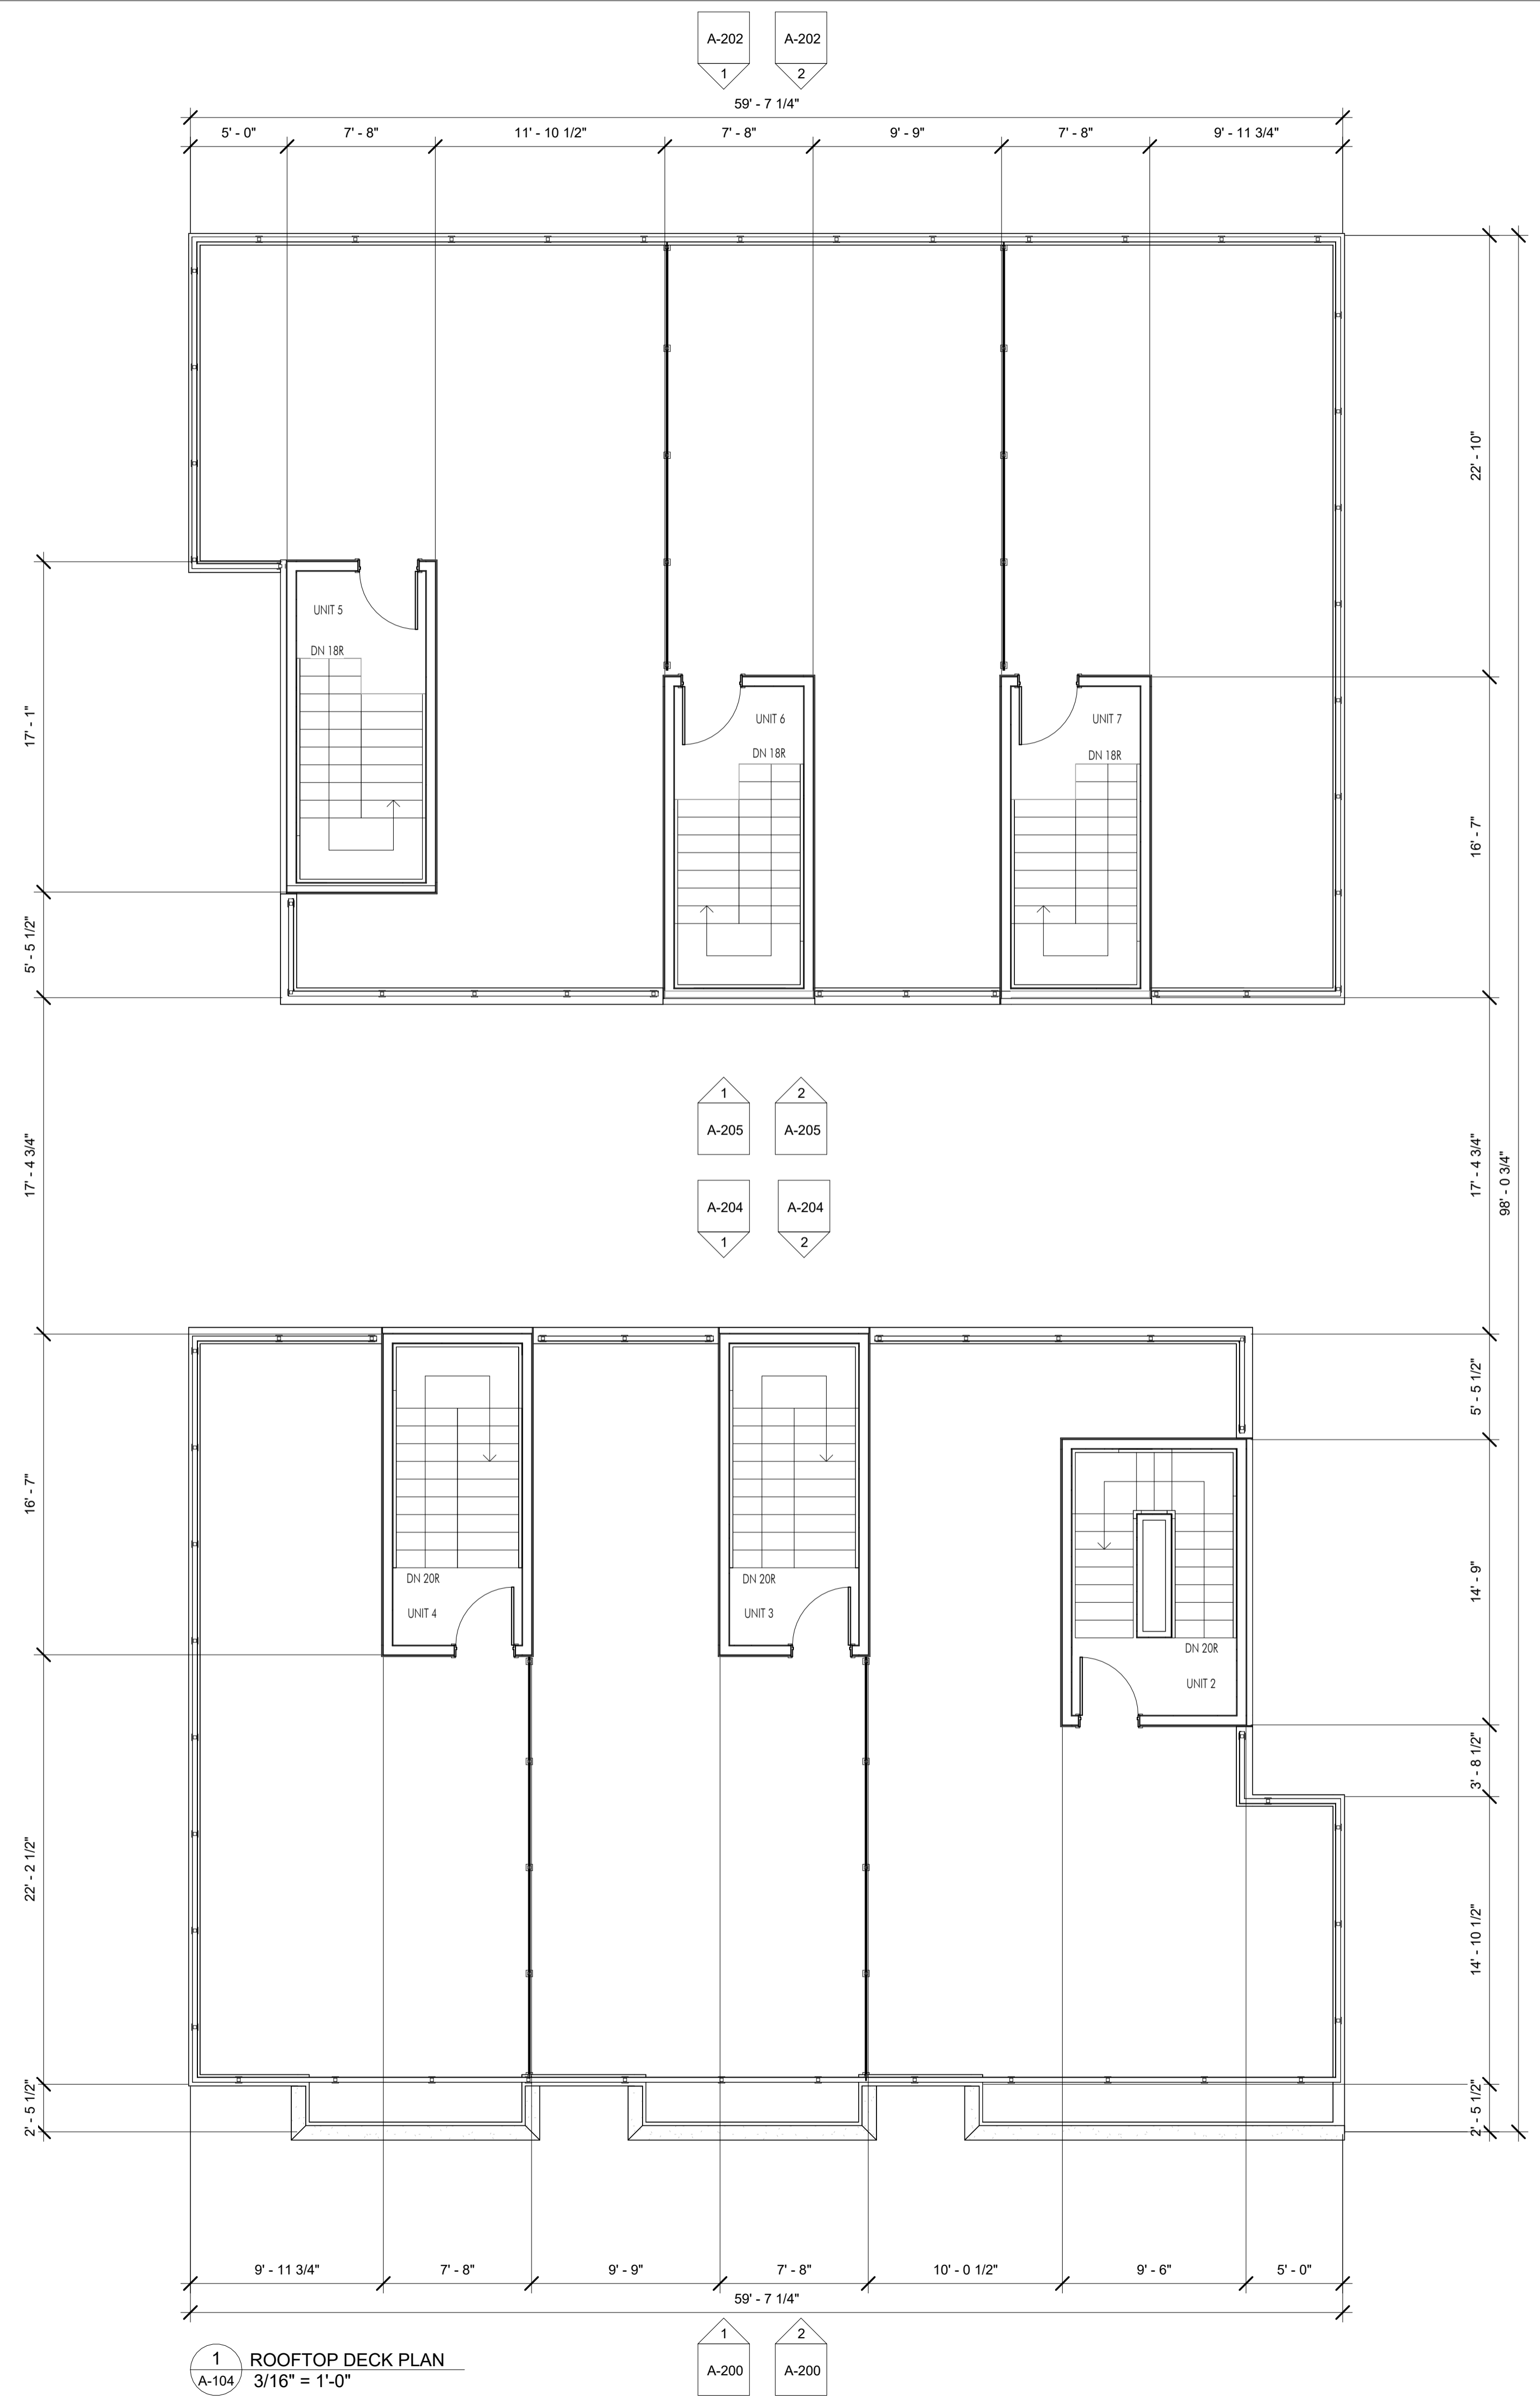 A-202 A-202
1 2
59' - 7 1/4"
5' - 0" 7' - 8" 11' - 10 1/2" 7' - 8" 9' - 9" 7' - 8" 9' - 11 3/4"
22' - 10"
UNIT 5
DN 18R
17' - 1"
UNIT 6 UNIT 7
DN 18R DN 18R
16' - 7"
5' - 5 1/2"
1 2
A-205 A-205
17' - 4 3/4" 17' - 4 3/4" 98' - 0 3/4"
A-204 A-204
1 2
5' - 5 1/2"
16' - 7"
DN 20R DN 20R
UNIT 4 UNIT 3
14' - 9"
DN 20R
UNIT 2
3' - 8 1/2"
22' - 2 1/2"
14' - 10 1/2"
2' - 5 1/2" 2' - 5 1/2"
9' - 11 3/4" 7' - 8" 9' - 9" 7' - 8" 10' - 0 1/2" 9' - 6" 5' - 0"
59' - 7 1/4"
1 2
A-200 A-200
1 ROOFTOP DECK PLAN
A-104 3/16" = 1'-0"